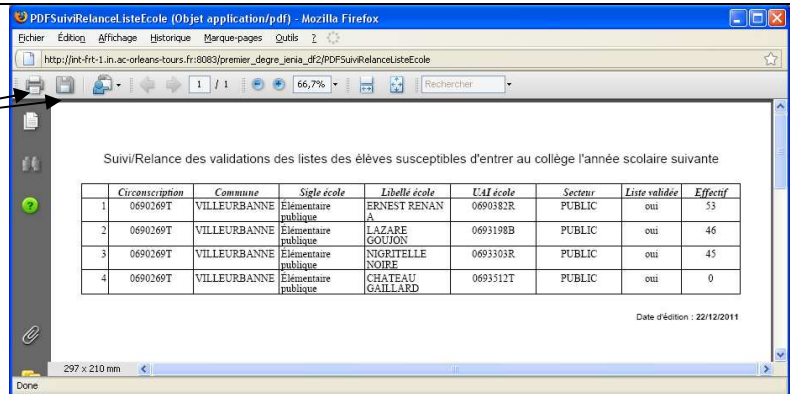 PDFSuiviRelanceListeEcole (Objet application/pdf) - Mozilla Firefox
Fichier Édition Affichage Historique Marque-pages Outils ?
http://int-frt-1.in.ac-orleans-tours.fr:8083/premier_degre_ienia_df2/PDFSuiviRelanceListeEcole
1 / 1 66,7% Rechercher
Suivi/Relance des validations des listes des élèves susceptibles d'entrer au collège l'année scolaire suivante
Circonscription Commune Sigle école Libellé école UAI école Secteur Liste validée Effectif
1 0690269T VILLEURBANNE Élémentaire publique ERNEST RENAN A 0690382R PUBLIC oui 53
2 0690269T VILLEURBANNE Élémentaire publique LAZARE GOUJON 0693198B PUBLIC oui 46
3 0690269T VILLEURBANNE Élémentaire publique NIGRITELLE NOIRE 0693303R PUBLIC oui 45
4 0690269T VILLEURBANNE Élémentaire publique CHATEAU GAILLARD 0693512T PUBLIC oui 0
Date d'édition : 22/12/2011
297 x 210 mm
Done